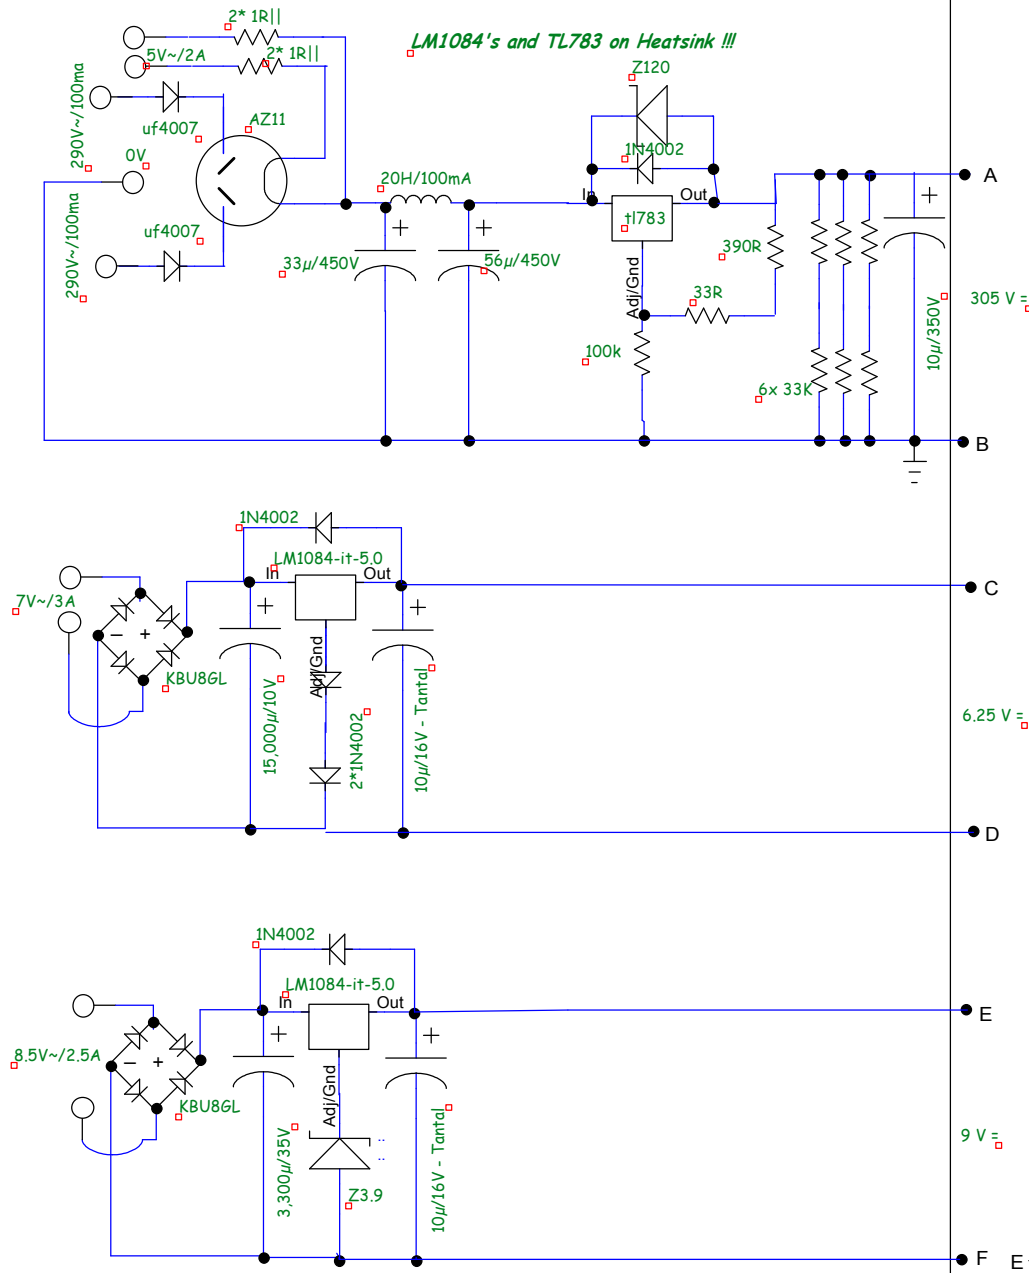 2* 1R||
LM1084's and TL783 on Heatsink !!!
5V~/2A
2* 1R||
Z120
290V~/100ma
uf4007
AZ11
0V
1N4002
20H/100mA
In
Out
A
tl783
+
+
+
290V~/100ma
uf4007
33µ/450V
56µ/450V
390R
Adj/Gnd
33R
10µ/350V
305 V =
100k
6x 33K
B
1N4002
LM1084-it-5.0
In
Out
C
7V~/3A
+
+
− +
KBU8GL
Adj/Gnd
15,000µ/10V
2*1N4002
10µ/16V - Tantal
6.25 V =
D
1N4002
LM1084-it-5.0
In
Out
E
8.5V~/2.5A
+
+
− +
KBU8GL
Adj/Gnd
3,300µ/35V
10µ/16V - Tantal
9 V =
Z3.9
F
E